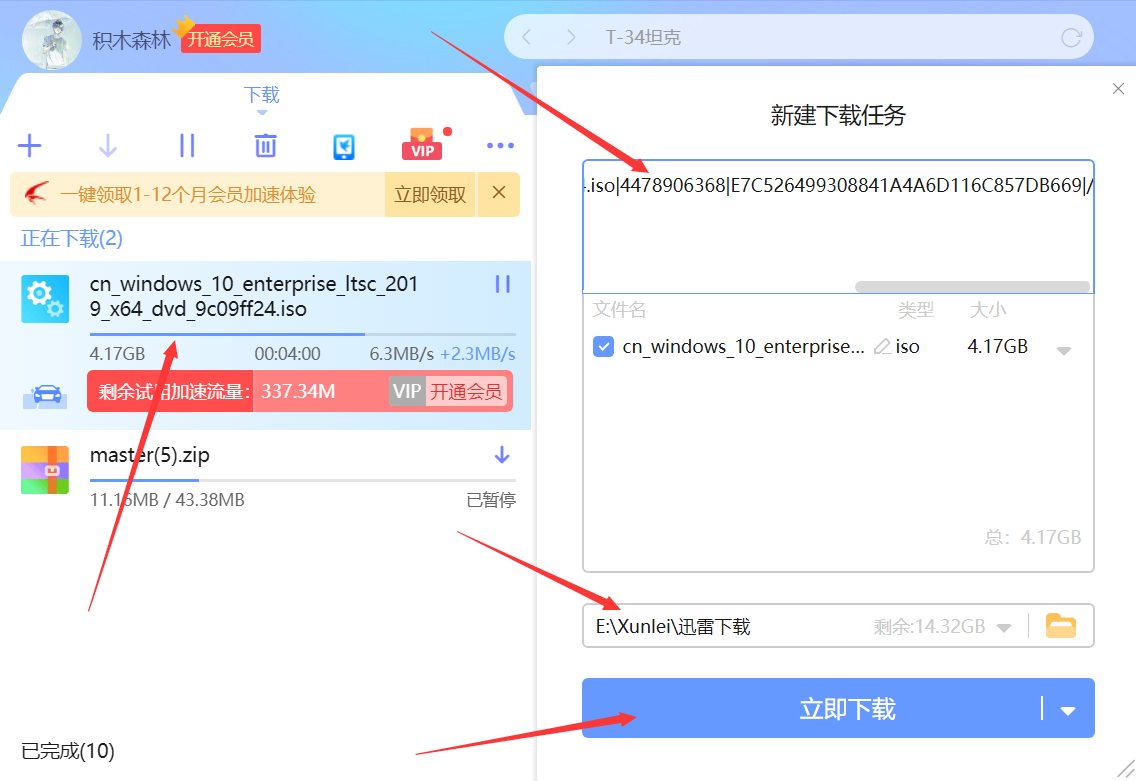 积木森林
开通会员
T-34坦克
下载
VIP
一键领取1-12个月会员加速体验
立即领取
正在下载(2)
cn_windows_10_enterprise_ltsc_201
9_x64_dvd_9c09ff24.iso
4.17GB 00:04:00 6.3MB/s +2.3MB/s
剩余试用加速流量: 337.34M VIP 开通会员
master(5).zip
11.16MB / 43.38MB 已暂停
已完成(10)
新建下载任务
.iso|4478906368|E7C526499308841A4A6D116C857DB669|/
文件名 类型 大小
cn_windows_10_enterprise... iso 4.17GB
总: 4.17GB
E:\Xunlei\迅雷下载 剩余:14.32GB
立即下载